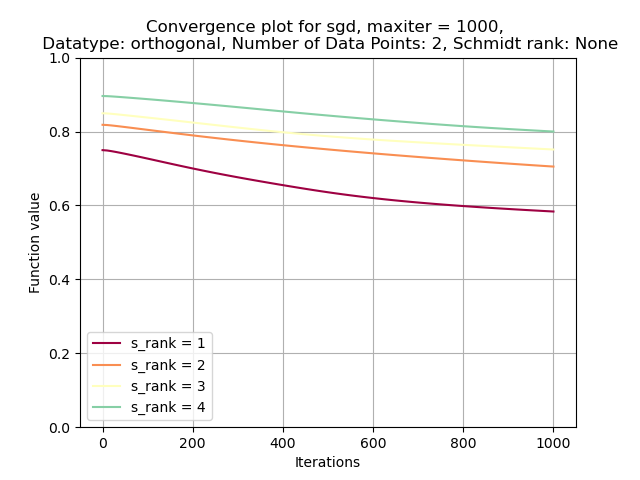 Convergence plot for sgd, maxiter = 1000,
Datatype: orthogonal, Number of Data Points: 2, Schmidt rank: None
1.0
0.8
0.6
0.4
0.2
0.0
Function value
s_rank = 1
s_rank = 2
s_rank = 3
s_rank = 4
0 200 400 600 800 1000
Iterations